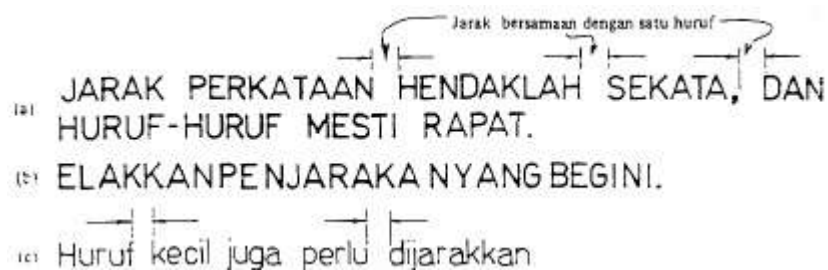 Jarak bersamaan dengan satu huruf
(a) JARAK PERKATAAN HENDAKLAH SEKATA, DAN
HURUF-HURUF MESTI RAPAT.
(b) ELAKKANPENJARAKA NYANG BEGINI.
(c) Huruf kecil juga perlu dijarakkan